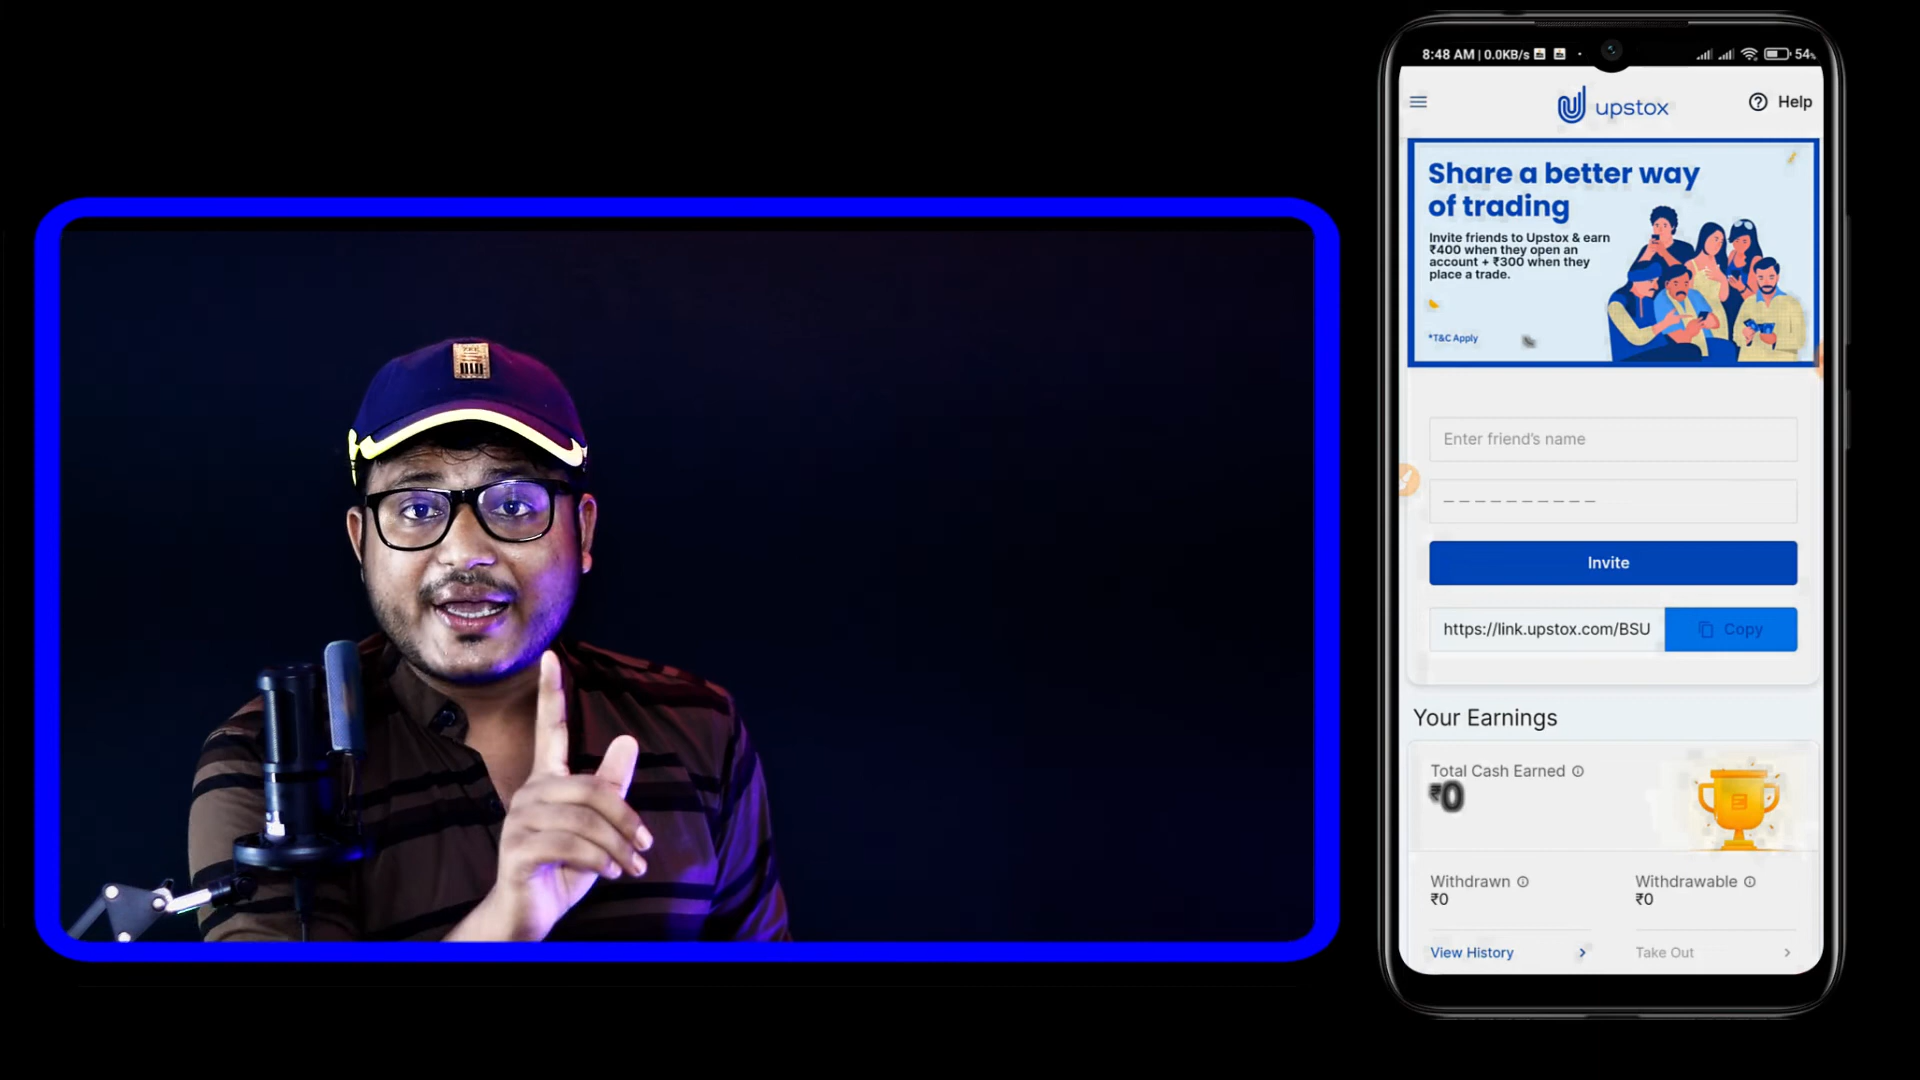 8:48 AM | 0.0KB/s
54%
upstox
Help
Share a better way
of trading
Invite friends to Upstox & earn
₹400 when they open an
account + ₹300 when they
place a trade.
*T&C Apply
Enter friend's name
Invite
https://link.upstox.com/BSU
Copy
Your Earnings
Total Cash Earned
₹0
Withdrawn
₹0
Withdrawable
₹0
View History
Take Out